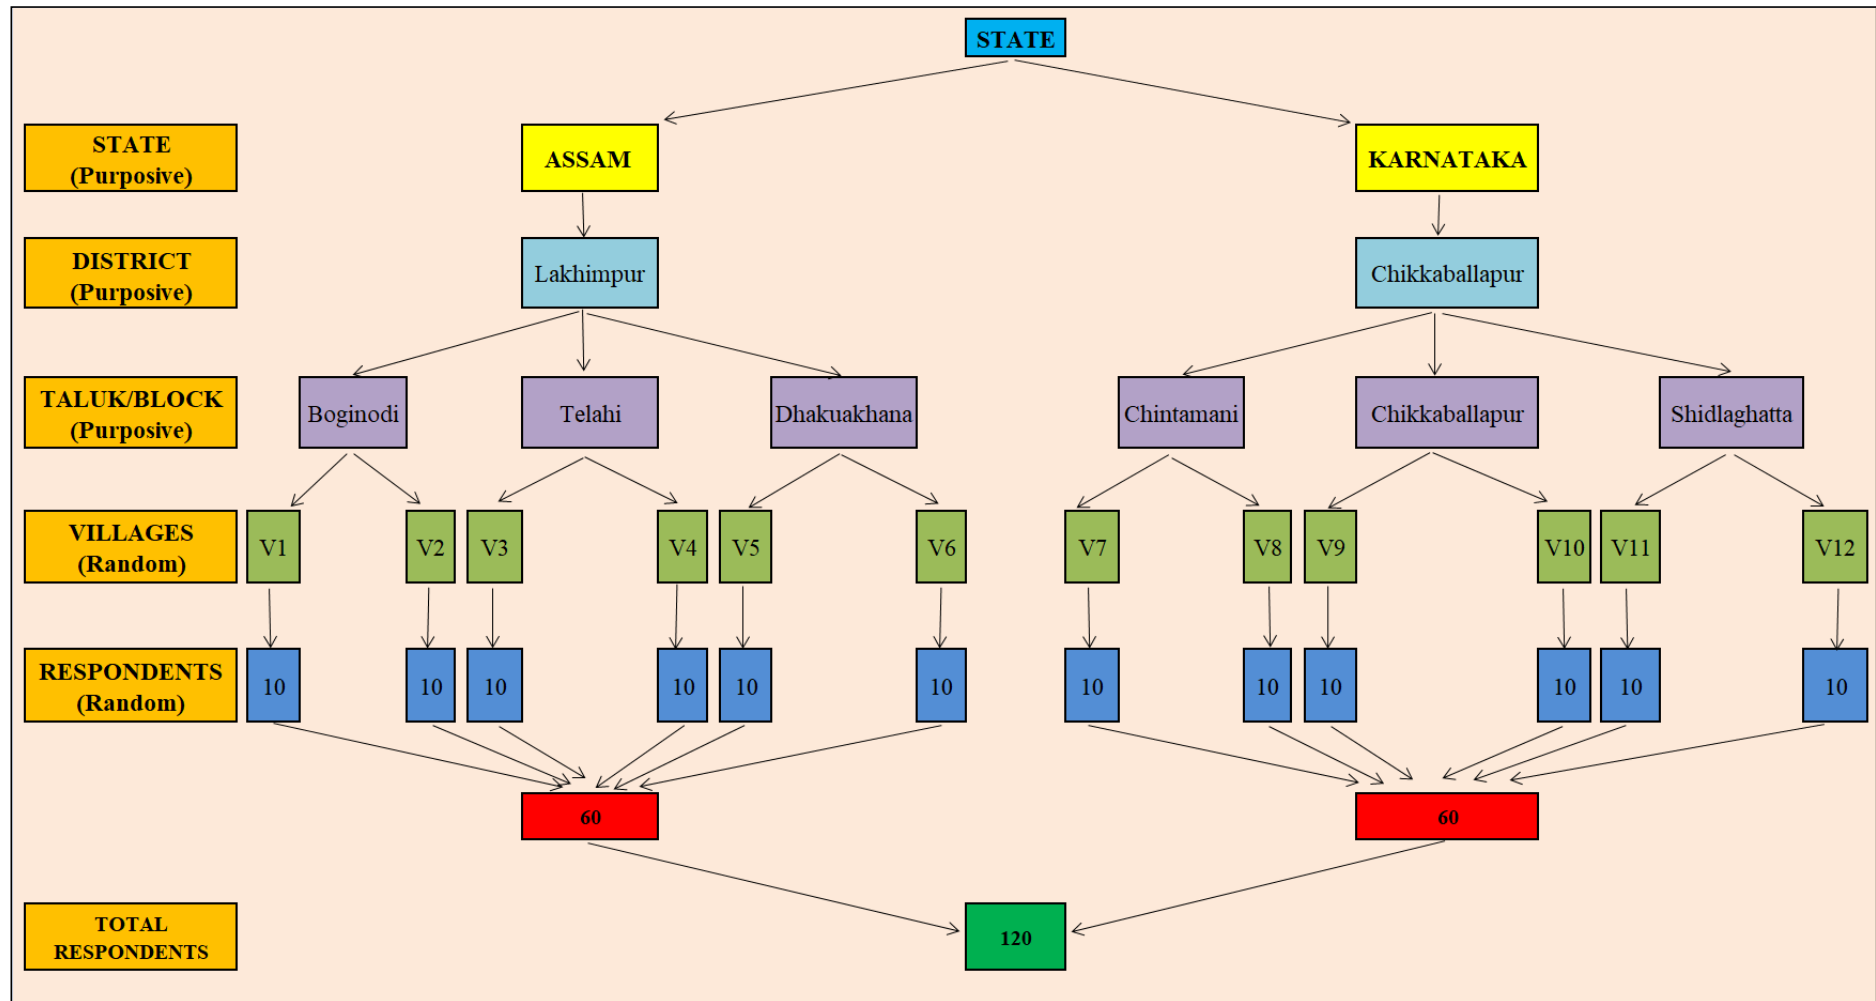 STATE
STATE
(Purposive)
ASSAM
KARNATAKA
DISTRICT
(Purposive)
Lakhimpur
Chikkaballapur
TALUK/BLOCK
(Purposive)
Boginodi
Telahi
Dhakuakhana
Chintamani
Chikkaballapur
Shidlaghatta
VILLAGES
(Random)
V1
V2
V3
V4
V5
V6
V7
V8
V9
V10
V11
V12
RESPONDENTS
(Random)
10
10
10
10
10
10
10
10
10
10
10
10
60
60
TOTAL
RESPONDENTS
120